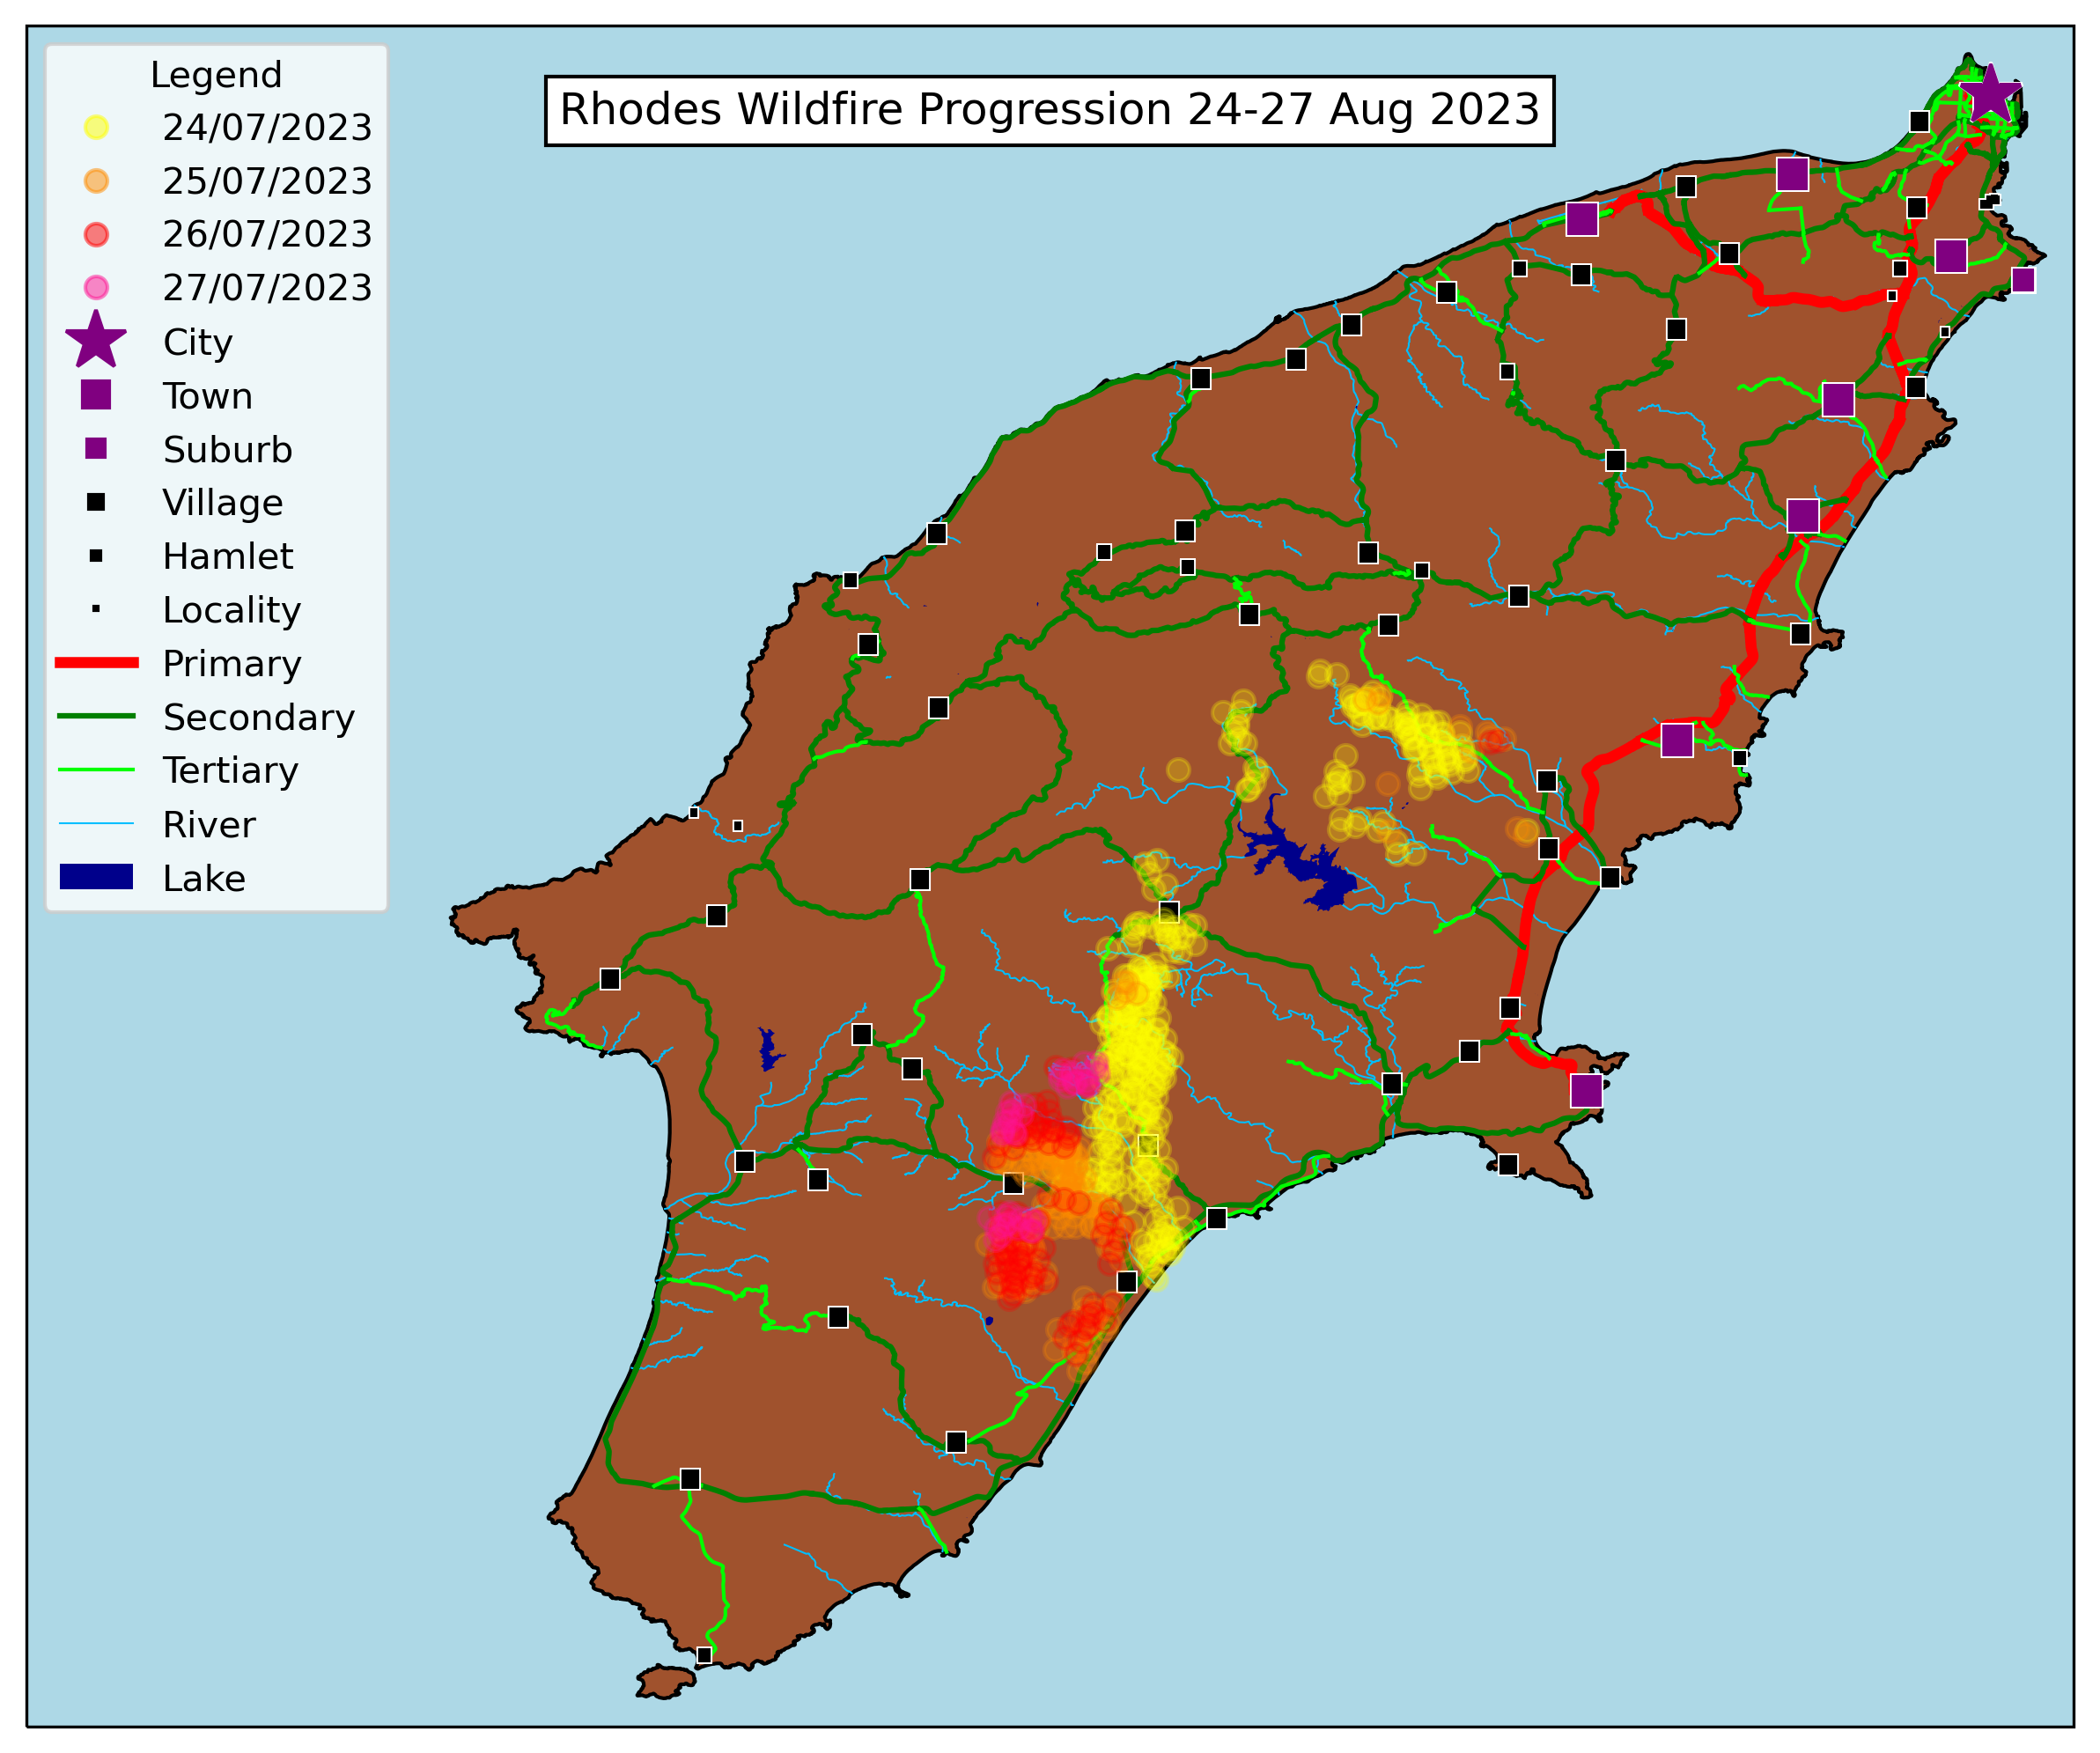 Rhodes Wildfire Progression 24-27 Aug 2023
Legend
24/07/2023
25/07/2023
26/07/2023
27/07/2023
City
Town
Suburb
Village
Hamlet
Locality
Primary
Secondary
Tertiary
River
Lake